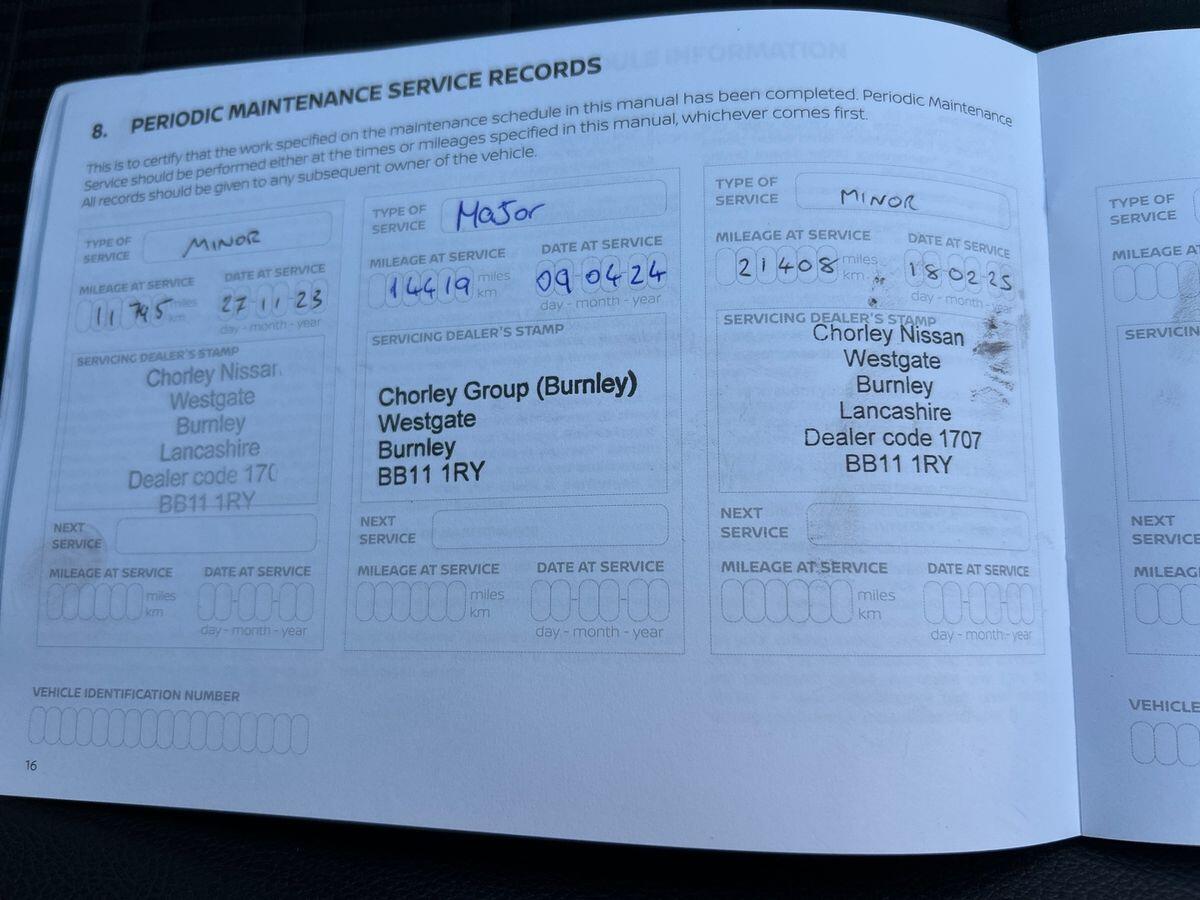 8. PERIODIC MAINTENANCE SERVICE RECORDS
This is to certify that the work specified on the maintenance schedule in this manual has been completed. Periodic Maintenance
Service should be performed either at the times or mileages specified in this manual, whichever comes first.
All records should be given to any subsequent owner of the vehicle.
TYPE OF
SERVICE
MINOR
MILEAGE AT SERVICE
DATE AT SERVICE
11 795 miles
km
27 11 23
day - month - year
SERVICING DEALER'S STAMP
Chorley Nissan
Westgate
Burnley
Lancashire
Dealer code 170
BB11 1RY
NEXT
SERVICE
MILEAGE AT SERVICE
DATE AT SERVICE
miles
km
day - month - year
TYPE OF
SERVICE
Major
MILEAGE AT SERVICE
DATE AT SERVICE
14419 miles
km
09-04-24
day - month - year
SERVICING DEALER'S STAMP
Chorley Group (Burnley)
Westgate
Burnley
BB11 1RY
NEXT
SERVICE
MILEAGE AT SERVICE
DATE AT SERVICE
miles
km
day - month - year
TYPE OF
SERVICE
MINOR
MILEAGE AT SERVICE
DATE AT SERVICE
21408 miles
km
18 02 25
day - month - year
SERVICING DEALER'S STAMP
Chorley Nissan
Westgate
Burnley
Lancashire
Dealer code 1707
BB11 1RY
NEXT
SERVICE
MILEAGE AT SERVICE
DATE AT SERVICE
miles
km
day - month - year
VEHICLE IDENTIFICATION NUMBER
16
TYPE OF
SERVICE
MILEAGE A
SERVICIN
NEXT
SERVICE
MILEAG
VEHICLE